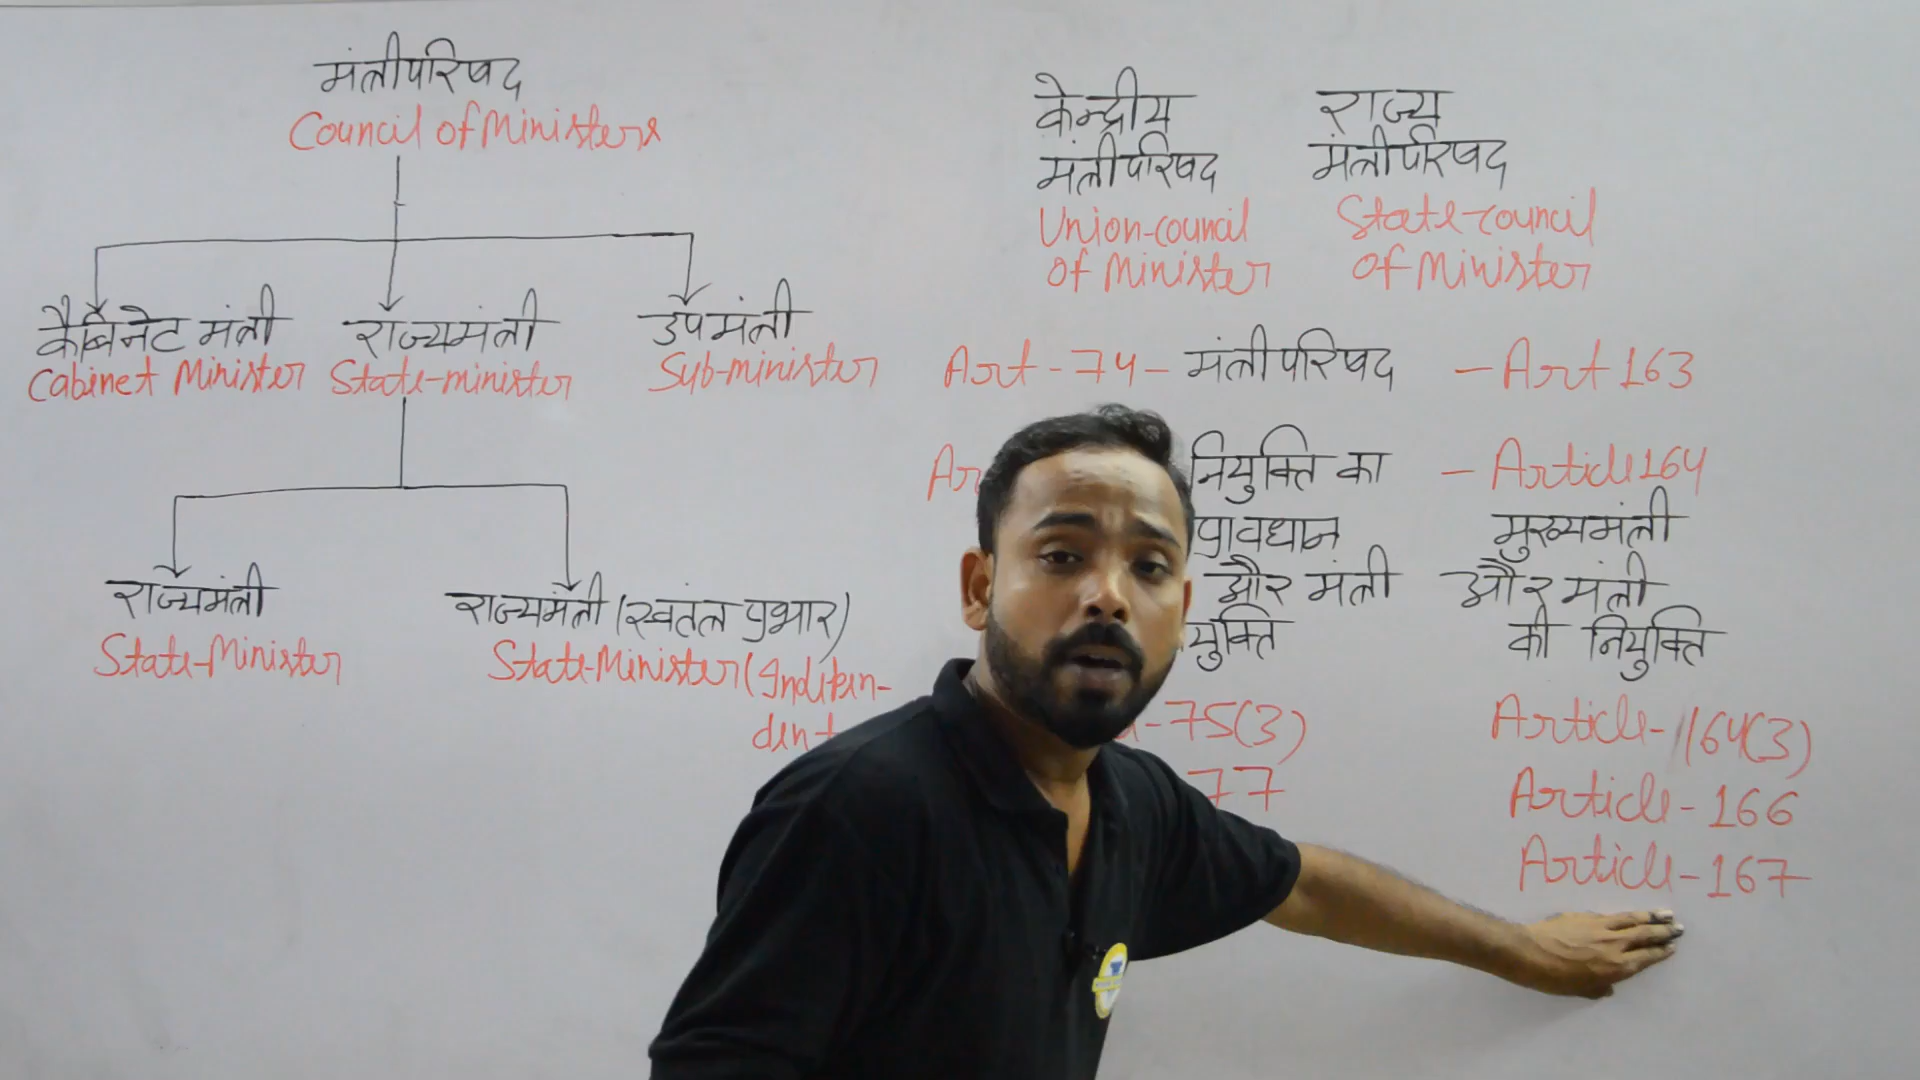 मंत्रीपरिषद
Council of Ministers
कैबिनेट मंत्री
Cabinet Minister
राज्यमंत्री
State-minister
उपमंत्री
Sub-minister
राज्यमंत्री
State-Minister
राज्यमंत्री (स्वतंत्र प्रभार)
State-Minister (Indipen-
dent
केन्द्रीय
मंत्रीपरिषद
Union-council
of Minister
राज्य
मंत्रीपरिषद
State-council
of Minister
Art-74- मंत्रीपरिषद - Art 163
नियुक्ति का - Article 164
प्रावधान मुख्यमंत्री
और मंत्री और मंत्री
की नियुक्ति
-75(3) Article-164(3)
77 Article-166
Article-167